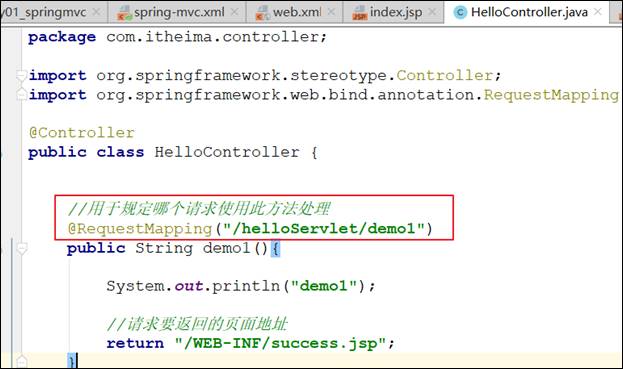 y01_springmvc spring-mvc.xml web.xml index.jsp HelloController.java
package com.itheima.controller;
import org.springframework.stereotype.Controller;
import org.springframework.web.bind.annotation.RequestMapping
@Controller
public class HelloController {
//用于规定哪个请求使用此方法处理
@RequestMapping("/helloServlet/demo1")
public String demo1(){
System.out.println("demo1");
//请求要返回的页面地址
return "/WEB-INF/success.jsp";
}